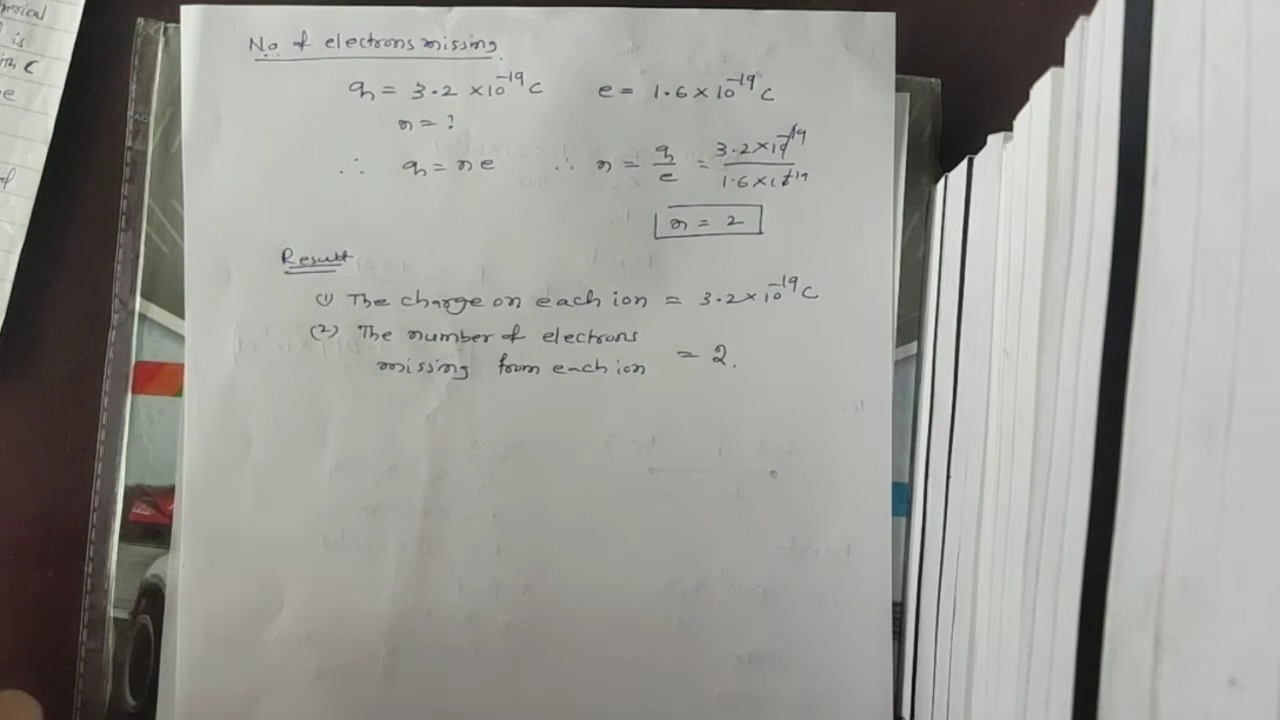 No. of electrons missing.
q = 3.2 × 10⁻¹⁹ C e = 1.6 × 10⁻¹⁹ C
n = ?
∴ q = ne ∴ n = q/e = 3.2 × 10⁻¹⁹ / 1.6 × 10⁻¹⁹
n = 2
Result
(1) The charge on each ion = 3.2 × 10⁻¹⁹ C
(2) The number of electrons
missing from each ion = 2.